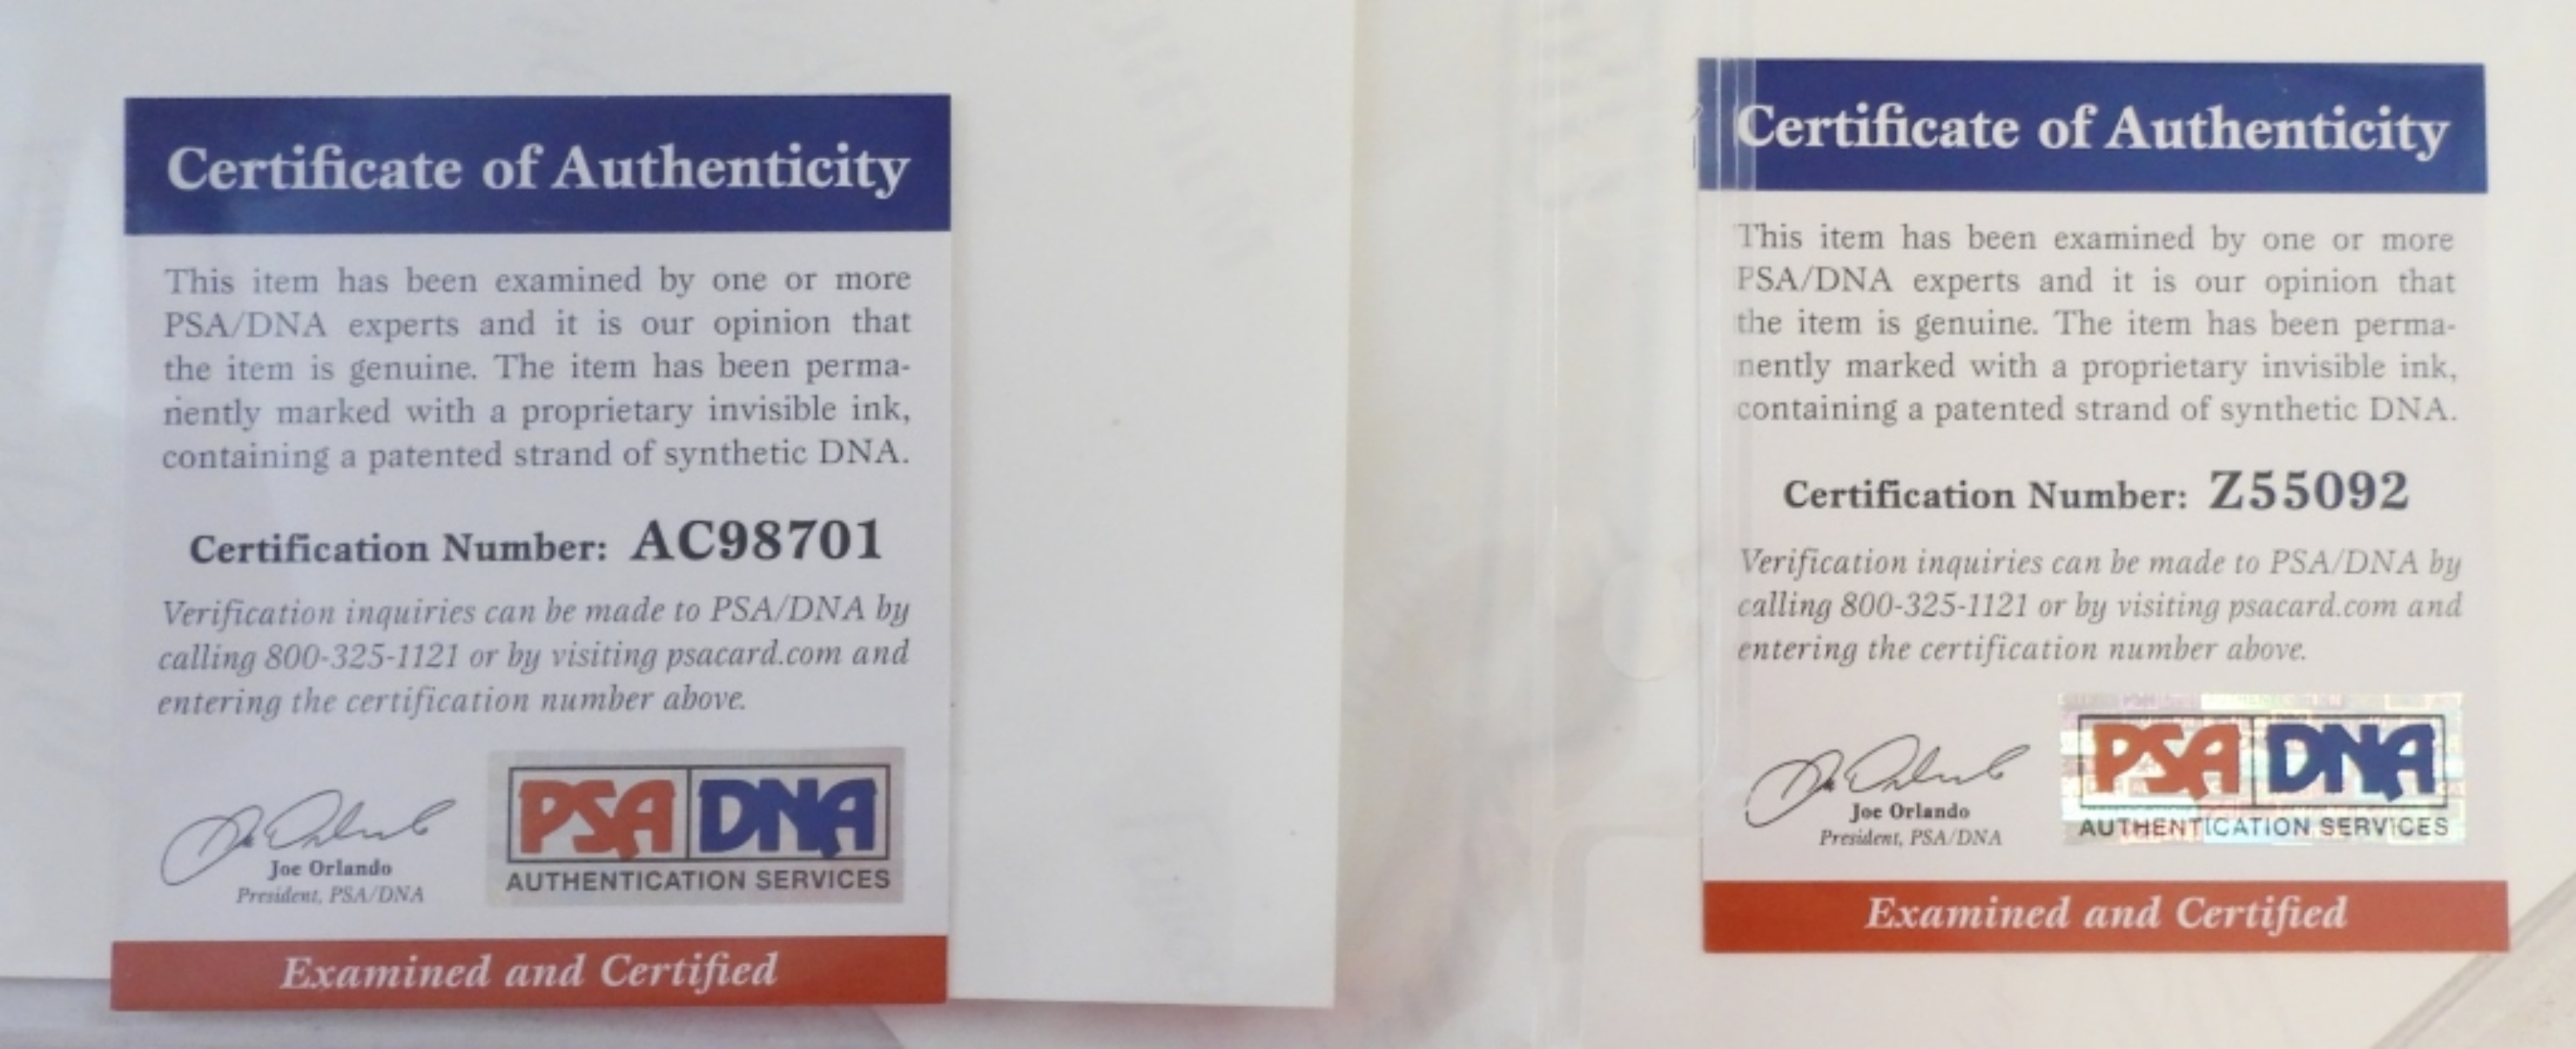 Certificate of Authenticity
This item has been examined by one or more
PSA/DNA experts and it is our opinion that
the item is genuine. The item has been perma-
nently marked with a proprietary invisible ink,
containing a patented strand of synthetic DNA.
Certification Number: AC98701
Verification inquiries can be made to PSA/DNA by
calling 800-325-1121 or by visiting psacard.com and
entering the certification number above.
Joe Orlando
President, PSA/DNA
PSA DNA
AUTHENTICATION SERVICES
Examined and Certified
Certificate of Authenticity
This item has been examined by one or more
PSA/DNA experts and it is our opinion that
the item is genuine. The item has been perma-
nently marked with a proprietary invisible ink,
containing a patented strand of synthetic DNA.
Certification Number: Z55092
Verification inquiries can be made to PSA/DNA by
calling 800-325-1121 or by visiting psacard.com and
entering the certification number above.
Joe Orlando
President, PSA/DNA
PSA DNA
AUTHENTICATION SERVICES
Examined and Certified